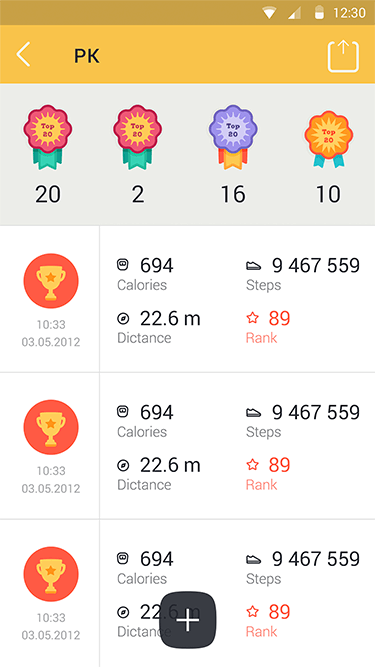 12:30
PK
Top
20
Top
20
Top
20
Top
20
20 2 16 10
694 9 467 559
Calories Steps
22.6 m 89
Dictance Rank
10:33
03.05.2012
694 9 467 559
Calories Steps
22.6 m 89
Dictance Rank
10:33
03.05.2012
694 9 467 559
Calories Steps
22.6 m 89
Dictance Rank
10:33
03.05.2012